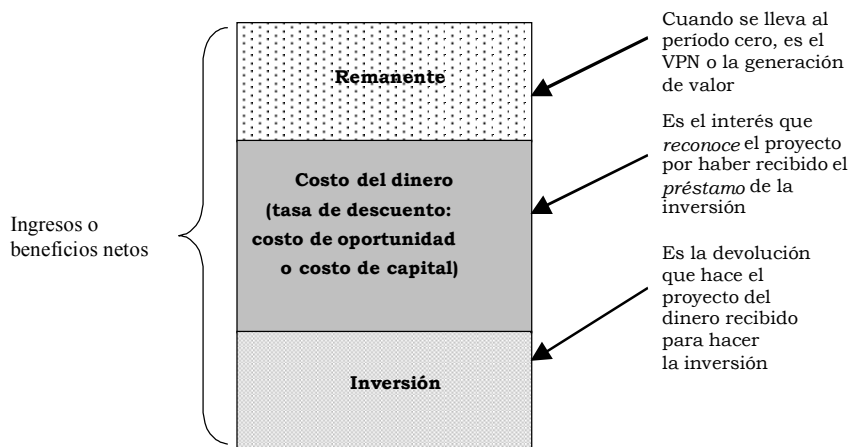 Ingresos o
beneficios netos
Remanente
Costo del dinero
(tasa de descuento:
costo de oportunidad
o costo de capital)
Inversión
Cuando se lleva al
período cero, es el
VPN o la generación
de valor
Es el interés que
reconoce el proyecto
por haber recibido el
préstamo de la
inversión
Es la devolución
que hace el
proyecto del
dinero recibido
para hacer
la inversión